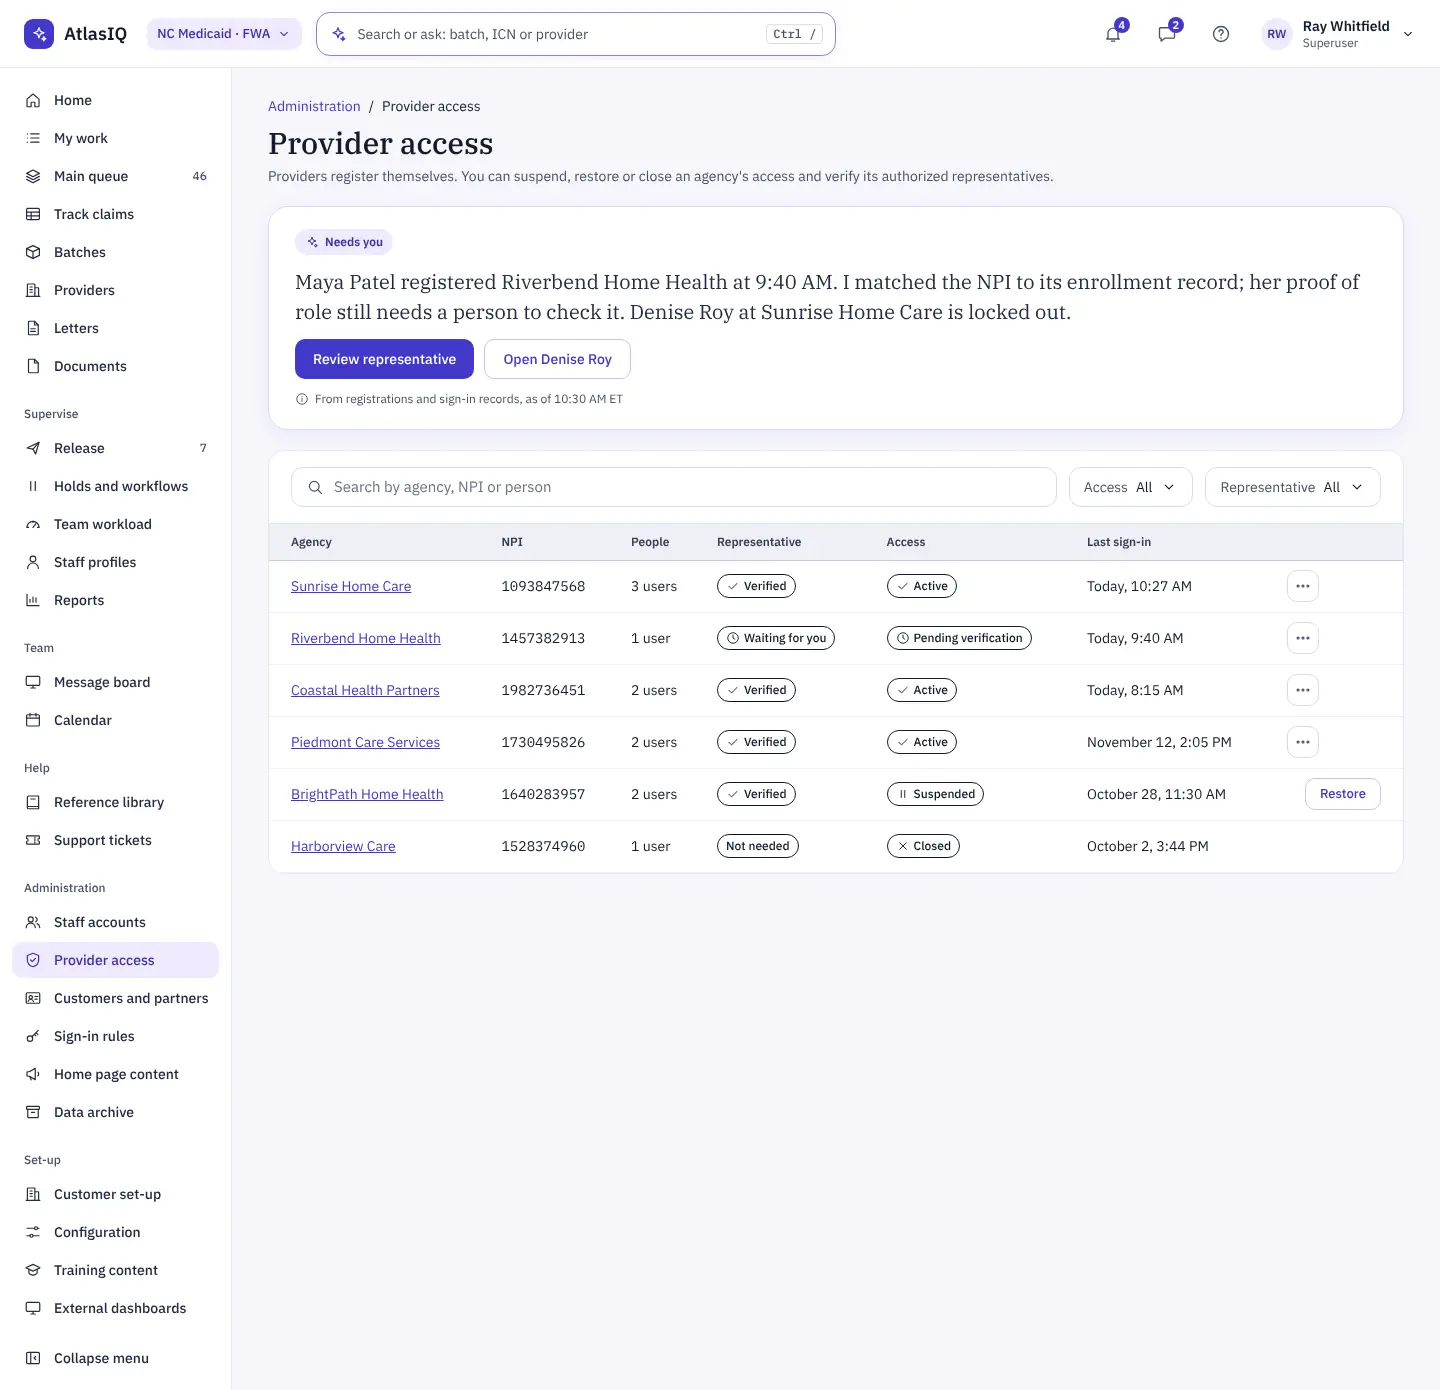 AtlasIQ
NC Medicaid · FWA
Search or ask: batch, ICN or provider
Ctrl /
4
2
RW
Ray Whitfield
Superuser
Home
My work
Main queue 46
Track claims
Batches
Providers
Letters
Documents
Supervise
Release 7
Holds and workflows
Team workload
Staff profiles
Reports
Team
Message board
Calendar
Help
Reference library
Support tickets
Administration
Staff accounts
Provider access
Customers and partners
Sign-in rules
Home page content
Data archive
Set-up
Customer set-up
Configuration
Training content
External dashboards
Collapse menu
Administration / Provider access
Provider access
Providers register themselves. You can suspend, restore or close an agency's access and verify its authorized representatives.
Needs you
Maya Patel registered Riverbend Home Health at 9:40 AM. I matched the NPI to its enrollment record; her proof of
role still needs a person to check it. Denise Roy at Sunrise Home Care is locked out.
Review representative
Open Denise Roy
From registrations and sign-in records, as of 10:30 AM ET
Search by agency, NPI or person
Access All
Representative All
Agency NPI People Representative Access Last sign-in
Sunrise Home Care 1093847568 3 users Verified Active Today, 10:27 AM
Riverbend Home Health 1457382913 1 user Waiting for you Pending verification Today, 9:40 AM
Coastal Health Partners 1982736451 2 users Verified Active Today, 8:15 AM
Piedmont Care Services 1730495826 2 users Verified Active November 12, 2:05 PM
BrightPath Home Health 1640283957 2 users Verified Suspended October 28, 11:30 AM Restore
Harborview Care 1528374960 1 user Not needed Closed October 2, 3:44 PM